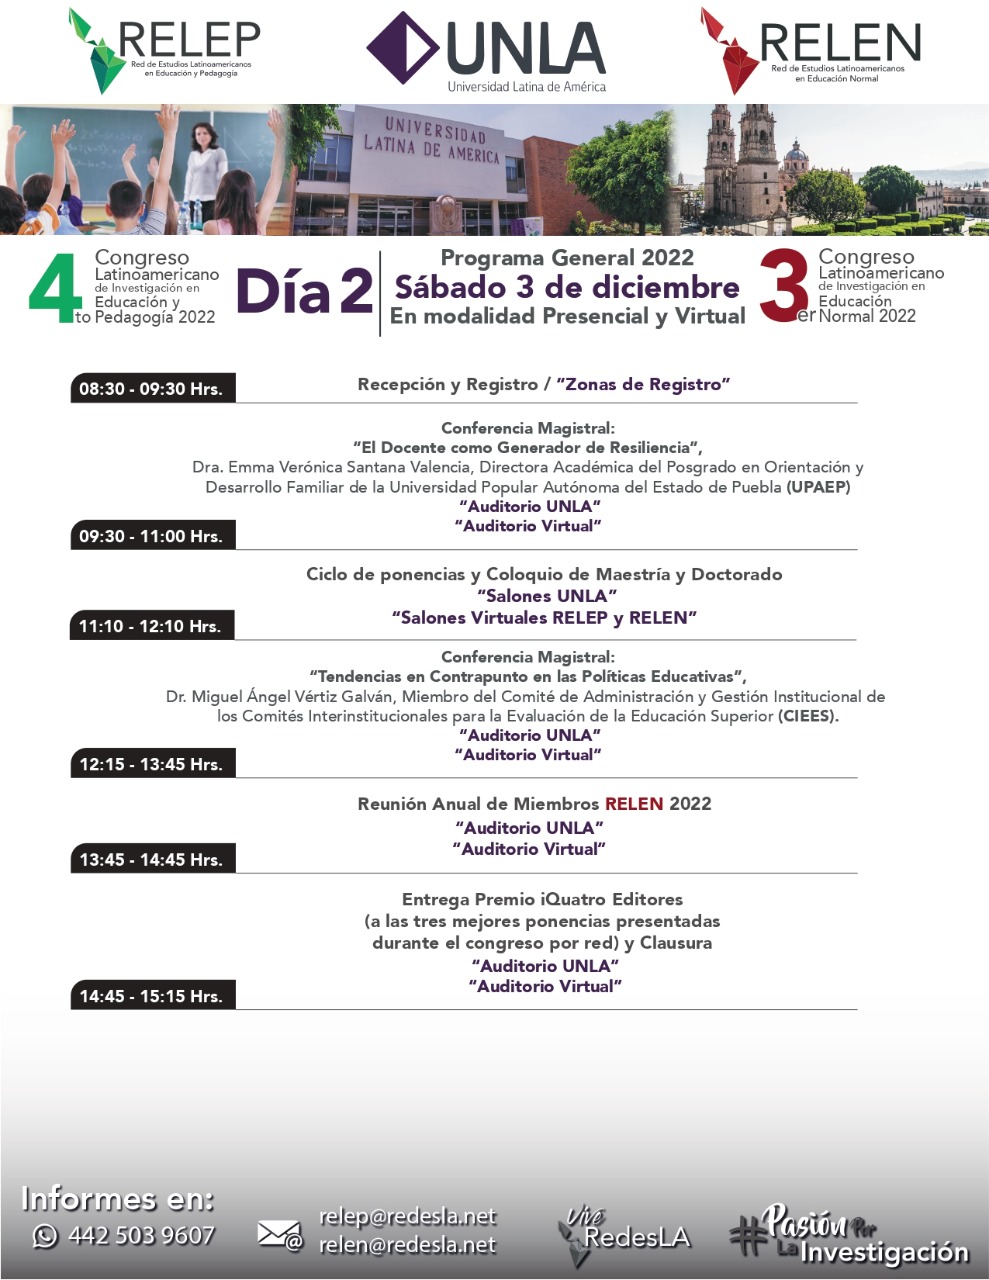 RELEP
Red de Estudios Latinoamericanos
en Educación y Pedagogía
UNLA
Universidad Latina de América
RELEN
Red de Estudios Latinoamericanos
en Educación Normal
UNIVERSIDAD
LATINA DE AMERICA
4to
Congreso
Latinoamericano
de Investigación en
Educación y
Pedagogía 2022
Día 2
Programa General 2022
Sábado 3 de diciembre
En modalidad Presencial y Virtual
3er
Congreso
Latinoamericano
de Investigación en
Educación
Normal 2022
08:30 - 09:30 Hrs.
Recepción y Registro / “Zonas de Registro”
Conferencia Magistral:
“El Docente como Generador de Resiliencia”,
Dra. Emma Verónica Santana Valencia, Directora Académica del Posgrado en Orientación y
Desarrollo Familiar de la Universidad Popular Autónoma del Estado de Puebla (UPAEP)
“Auditorio UNLA”
“Auditorio Virtual”
09:30 - 11:00 Hrs.
Ciclo de ponencias y Coloquio de Maestría y Doctorado
“Salones UNLA”
“Salones Virtuales RELEP y RELEN”
11:10 - 12:10 Hrs.
Conferencia Magistral:
“Tendencias en Contrapunto en las Políticas Educativas”,
Dr. Miguel Ángel Vértiz Galván, Miembro del Comité de Administración y Gestión Institucional de
los Comités Interinstitucionales para la Evaluación de la Educación Superior (CIEES).
“Auditorio UNLA”
“Auditorio Virtual”
12:15 - 13:45 Hrs.
Reunión Anual de Miembros RELEN 2022
“Auditorio UNLA”
“Auditorio Virtual”
13:45 - 14:45 Hrs.
Entrega Premio iQuatro Editores
(a las tres mejores ponencias presentadas
durante el congreso por red) y Clausura
“Auditorio UNLA”
“Auditorio Virtual”
14:45 - 15:15 Hrs.
Informes en:
442 503 9607
relep@redesla.net
relen@redesla.net
Vive
RedesLA
#Pasión Por
La Investigación